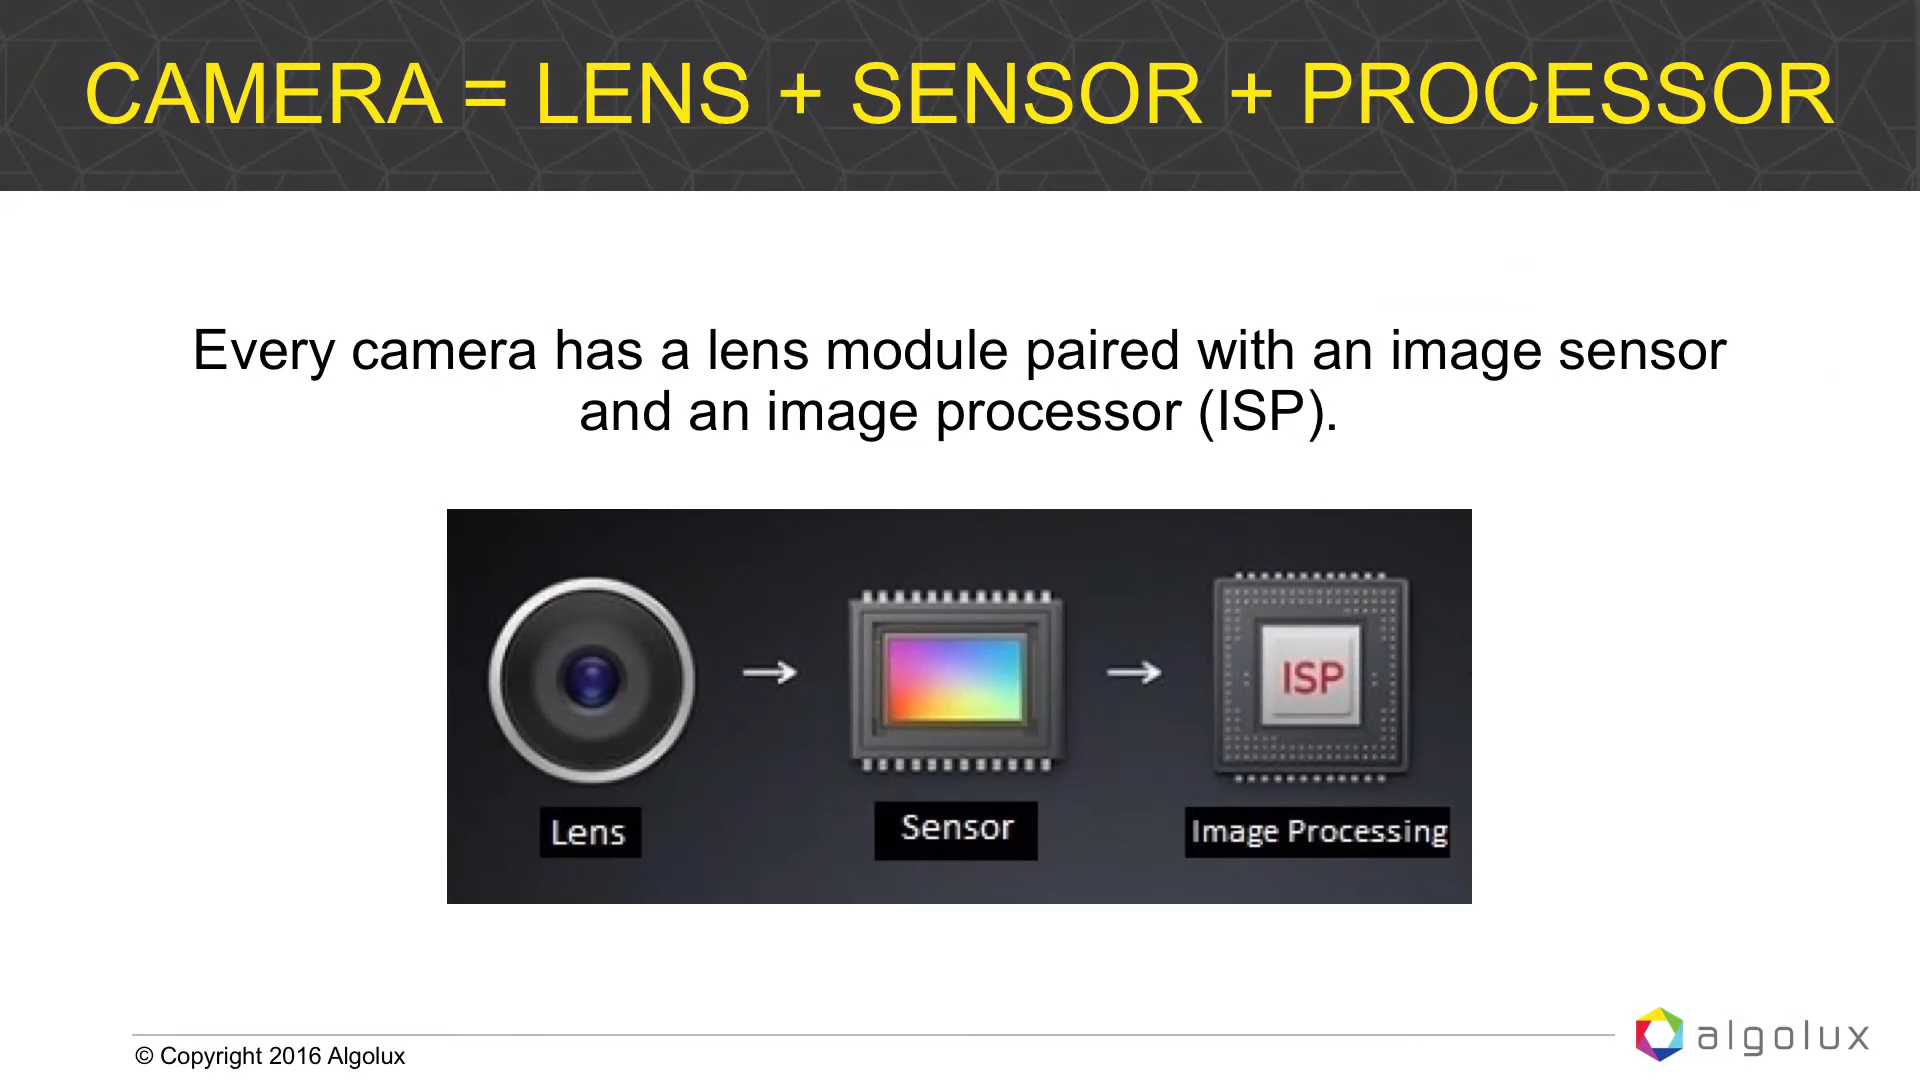 CAMERA = LENS + SENSOR + PROCESSOR
Every camera has a lens module paired with an image sensor
and an image processor (ISP).
ISP
Lens
Sensor
Image Processing
© Copyright 2016 Algolux
algolux